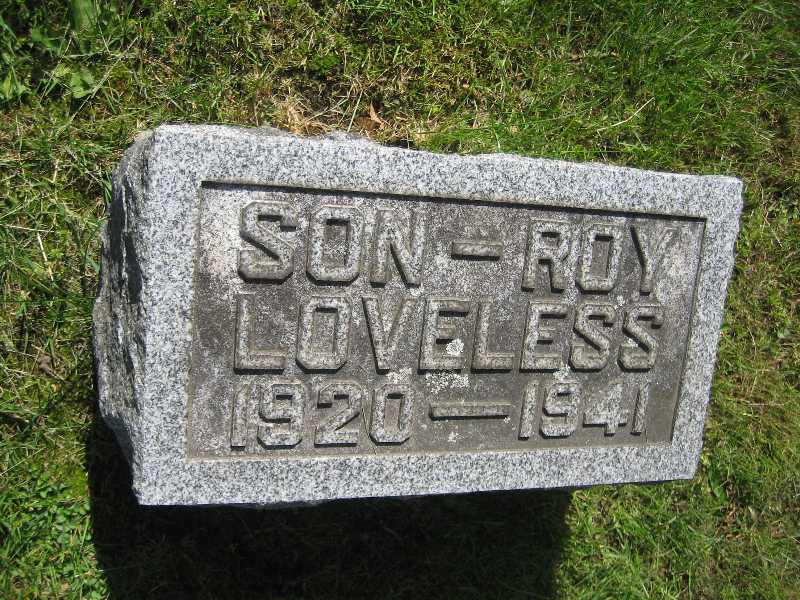 SON — ROY
LOVELESS
1920 — 1941